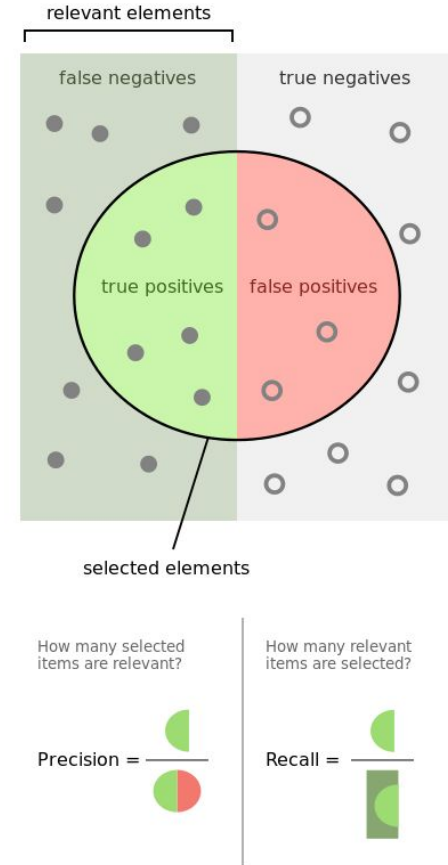 relevant elements
false negatives
true negatives
true positives
false positives
selected elements
How many selected
items are relevant?
How many relevant
items are selected?
Precision =
Recall =